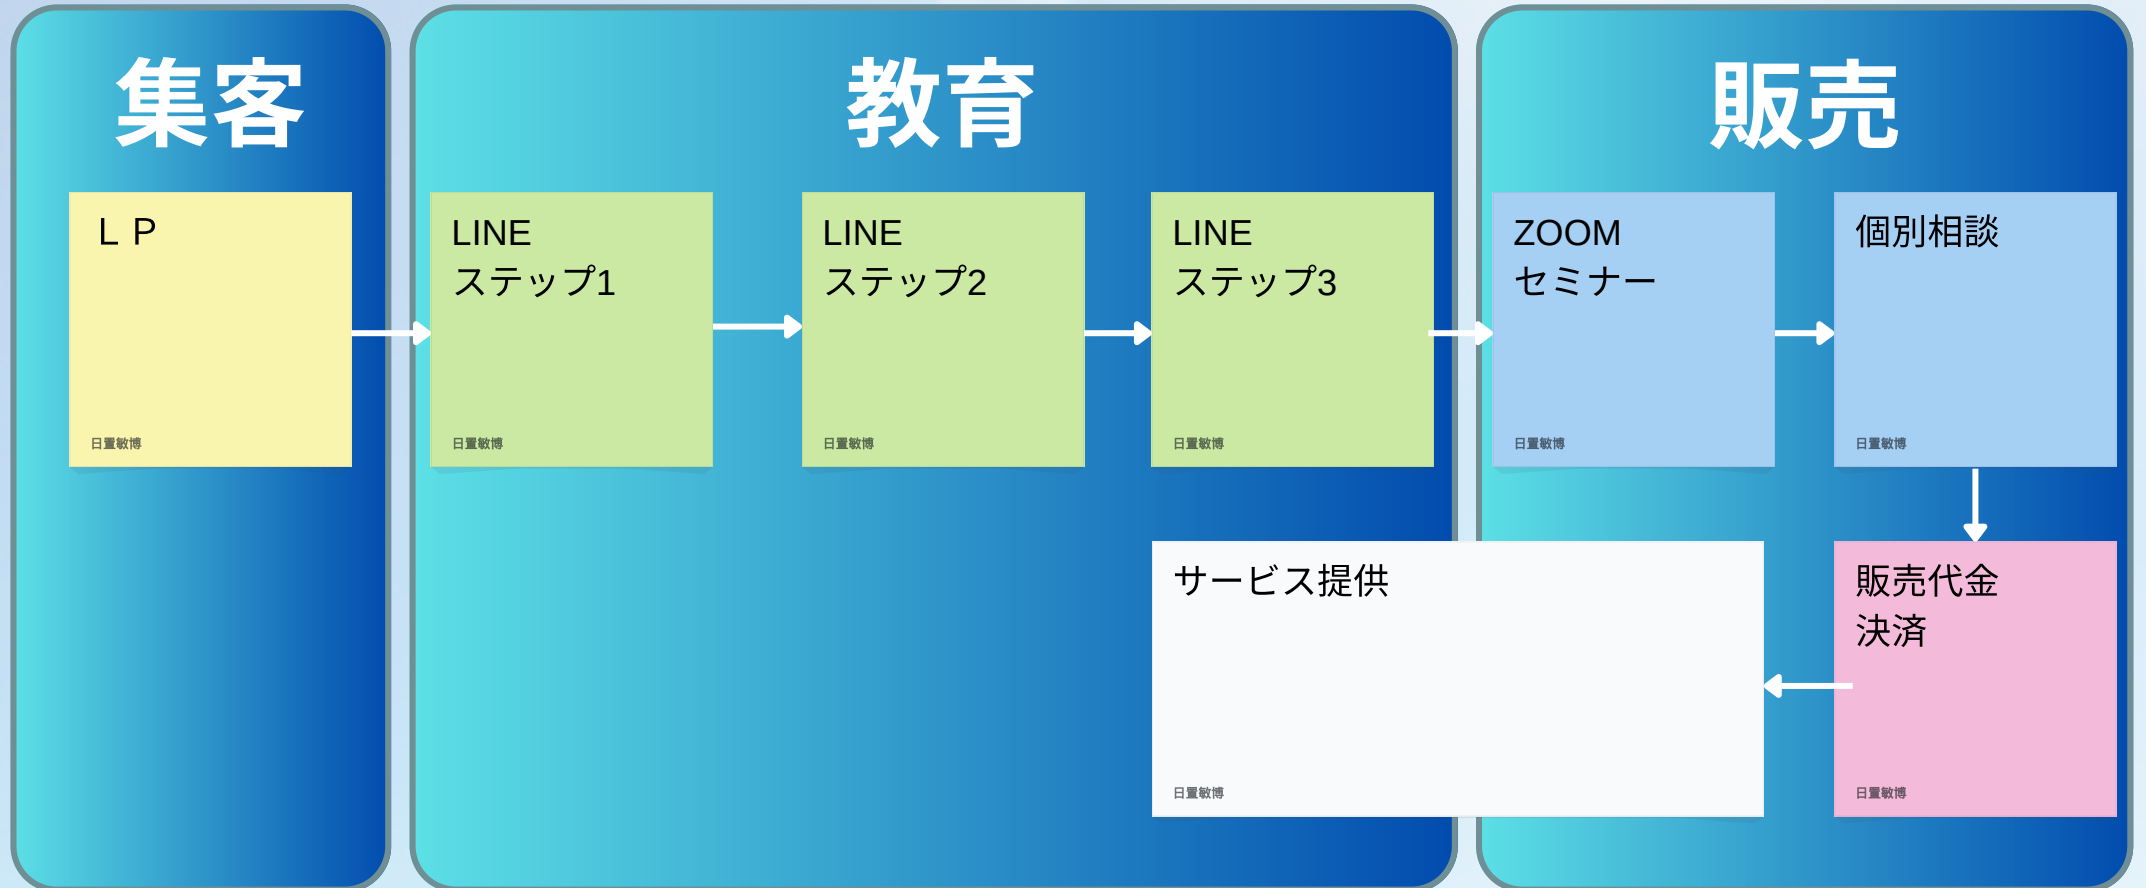 集客
教育
販売
ＬＰ
日置敏博
LINE
ステップ1
日置敏博
LINE
ステップ2
日置敏博
LINE
ステップ3
日置敏博
ZOOM
セミナー
日置敏博
個別相談
日置敏博
サービス提供
日置敏博
販売代金
決済
日置敏博